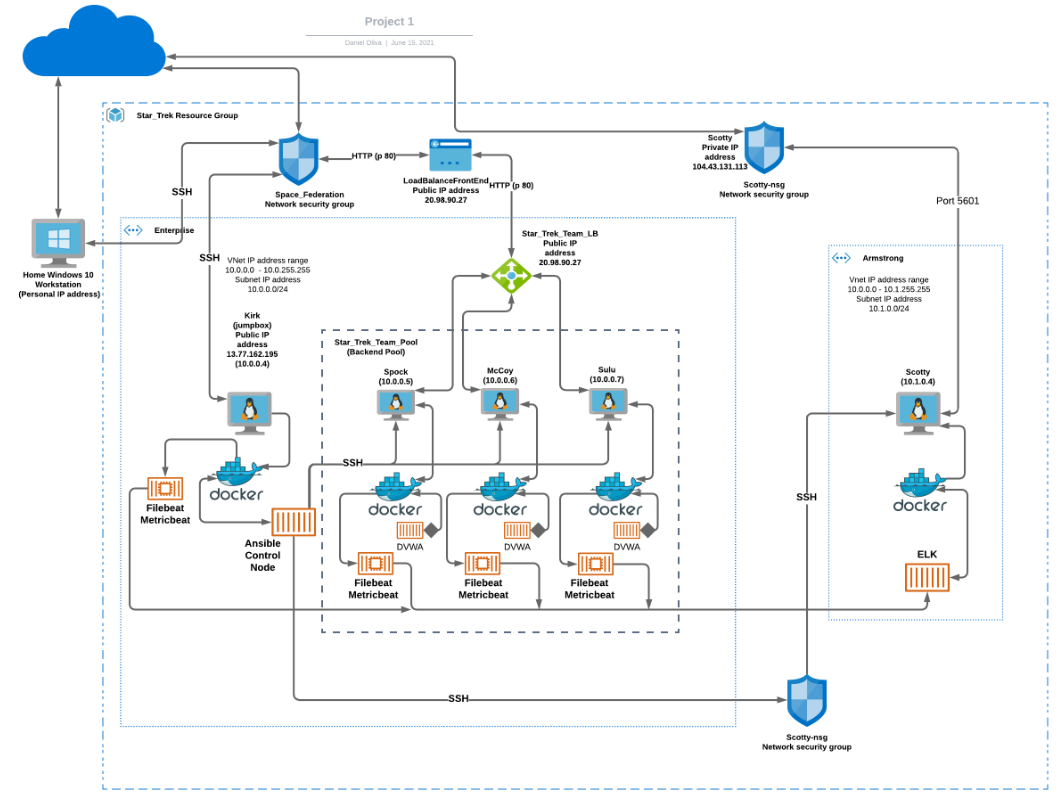 Project 1
Daniel Oliva | June 15, 2021
Star_Trek Resource Group
HTTP (p 80)
LoadBalanceFrontEnd
Public IP address
20.98.90.27
HTTP (p 80)
Scotty
Private IP
address
104.43.131.113
Scotty-nsg
Network security group
SSH
Space_Federation
Network security group
Port 5601
Enterprise
Star_Trek_Team_LB
Public IP
address
20.98.90.27
SSH
VNet IP address range
10.0.0.0 - 10.0.255.255
Subnet IP address
10.0.0.0/24
Armstrong
Vnet IP address range
10.0.0.0 - 10.1.255.255
Subnet IP address
10.1.0.0/24
Home Windows 10
Workstation
(Personal IP address)
Kirk
(jumpbox)
Public IP
address
13.77.162.195
(10.0.0.4)
Star_Trek_Team_Pool
(Backend Pool)
Spock
(10.0.0.5)
McCoy
(10.0.0.6)
Sulu
(10.0.0.7)
Scotty
(10.1.0.4)
SSH
docker
docker
docker
docker
docker
SSH
Filebeat
Metricbeat
Ansible
Control
Node
DVWA
DVWA
DVWA
ELK
Filebeat
Metricbeat
Filebeat
Metricbeat
Filebeat
Metricbeat
SSH
Scotty-nsg
Network security group